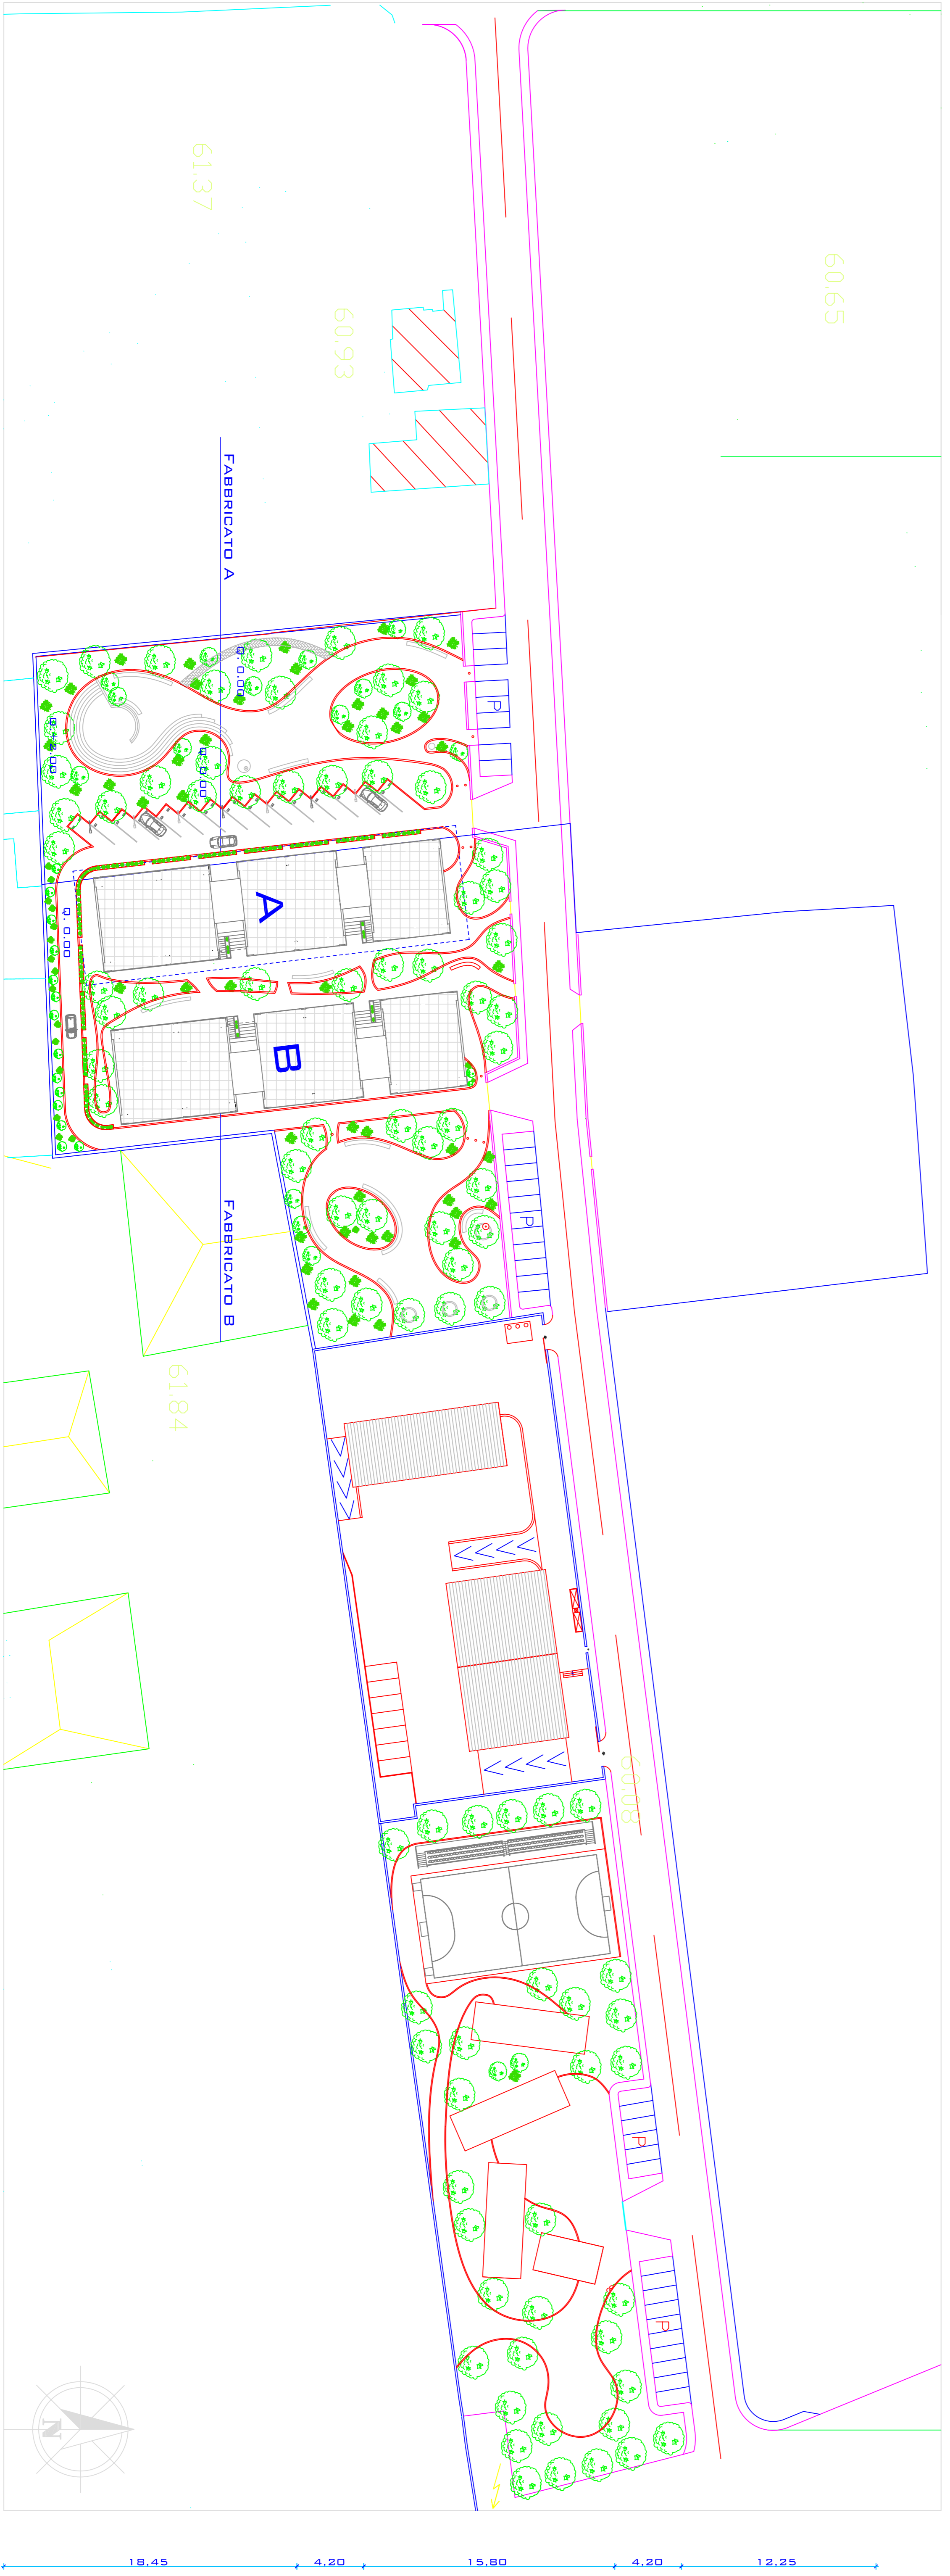 61.37
60.65
60.93
FABBRICATO A
Q. 0.00
P
Q. +2.00
Q. 0.00
A
Q. 0.00
B
FABBRICATO B
P
61.84
60.08
P
P
N
18,45
4,20
15,80
4,20
12,25